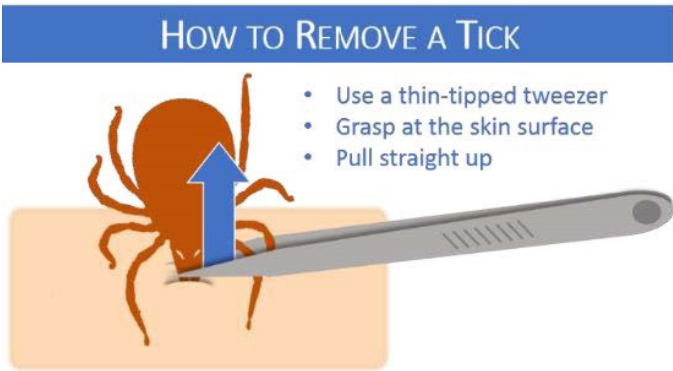 HOW TO REMOVE A TICK
• Use a thin-tipped tweezer
• Grasp at the skin surface
• Pull straight up